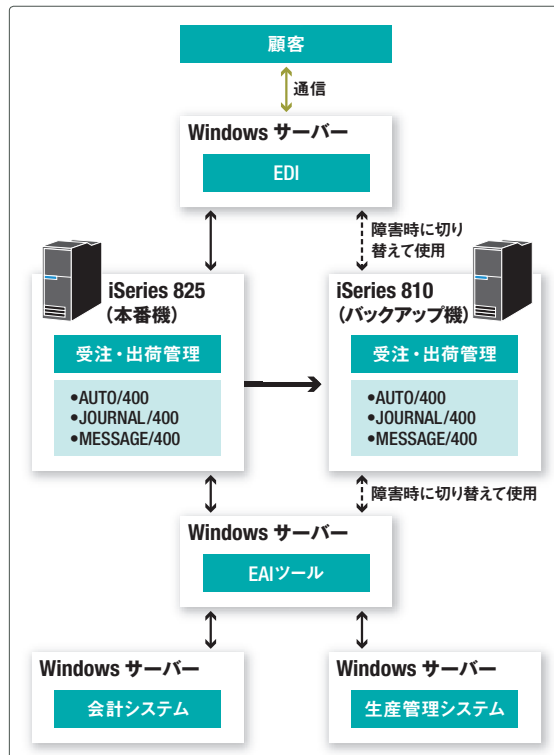 顧客
通信
Windows サーバー
EDI
障害時に切り
替えて使用
iSeries 825
(本番機)
受注・出荷管理
•AUTO/400
•JOURNAL/400
•MESSAGE/400
iSeries 810
(バックアップ機)
受注・出荷管理
•AUTO/400
•JOURNAL/400
•MESSAGE/400
障害時に切り替えて使用
Windows サーバー
EAIツール
Windows サーバー
会計システム
Windows サーバー
生産管理システム